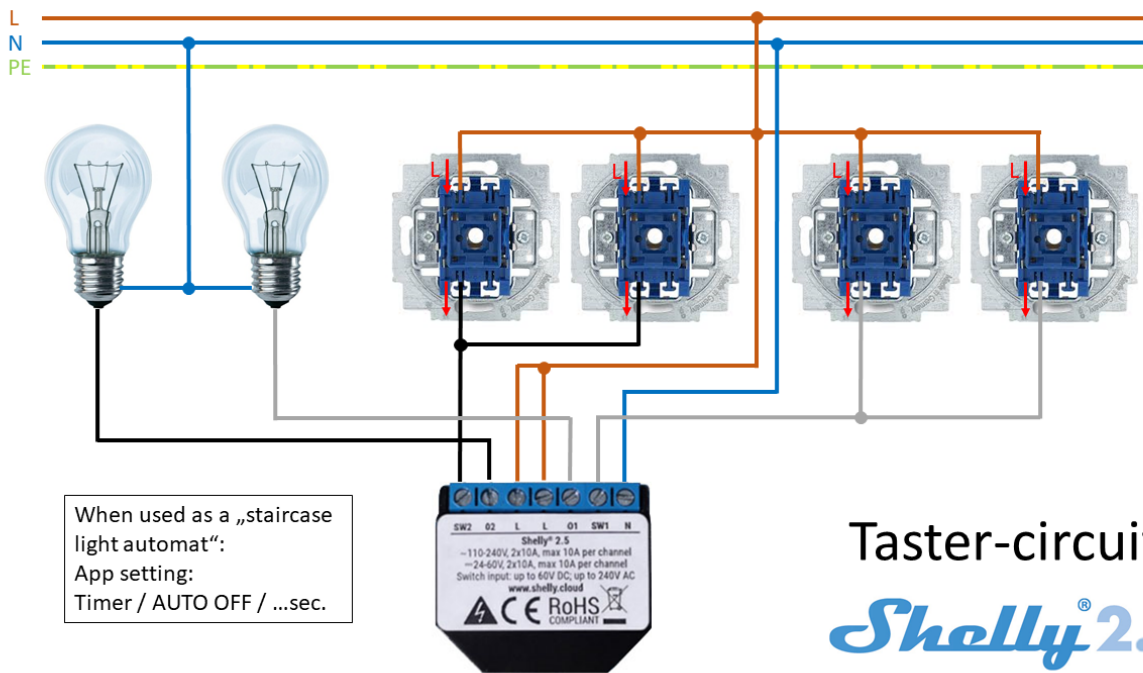 L
N
PE
L
L
L
L
When used as a „staircase
light automat“:
App setting:
Timer / AUTO OFF / ...sec.
SW2 02 L L O1 SW1 N
Shelly® 2.5
~110-240V, 2x10A, max 10A per channel
⎓24-60V, 2x10A, max 10A per channel
Switch input: up to 60V DC; up to 240V AC
www.shelly.cloud
CE RoHS
COMPLIANT
Taster-circui
Shelly® 2.